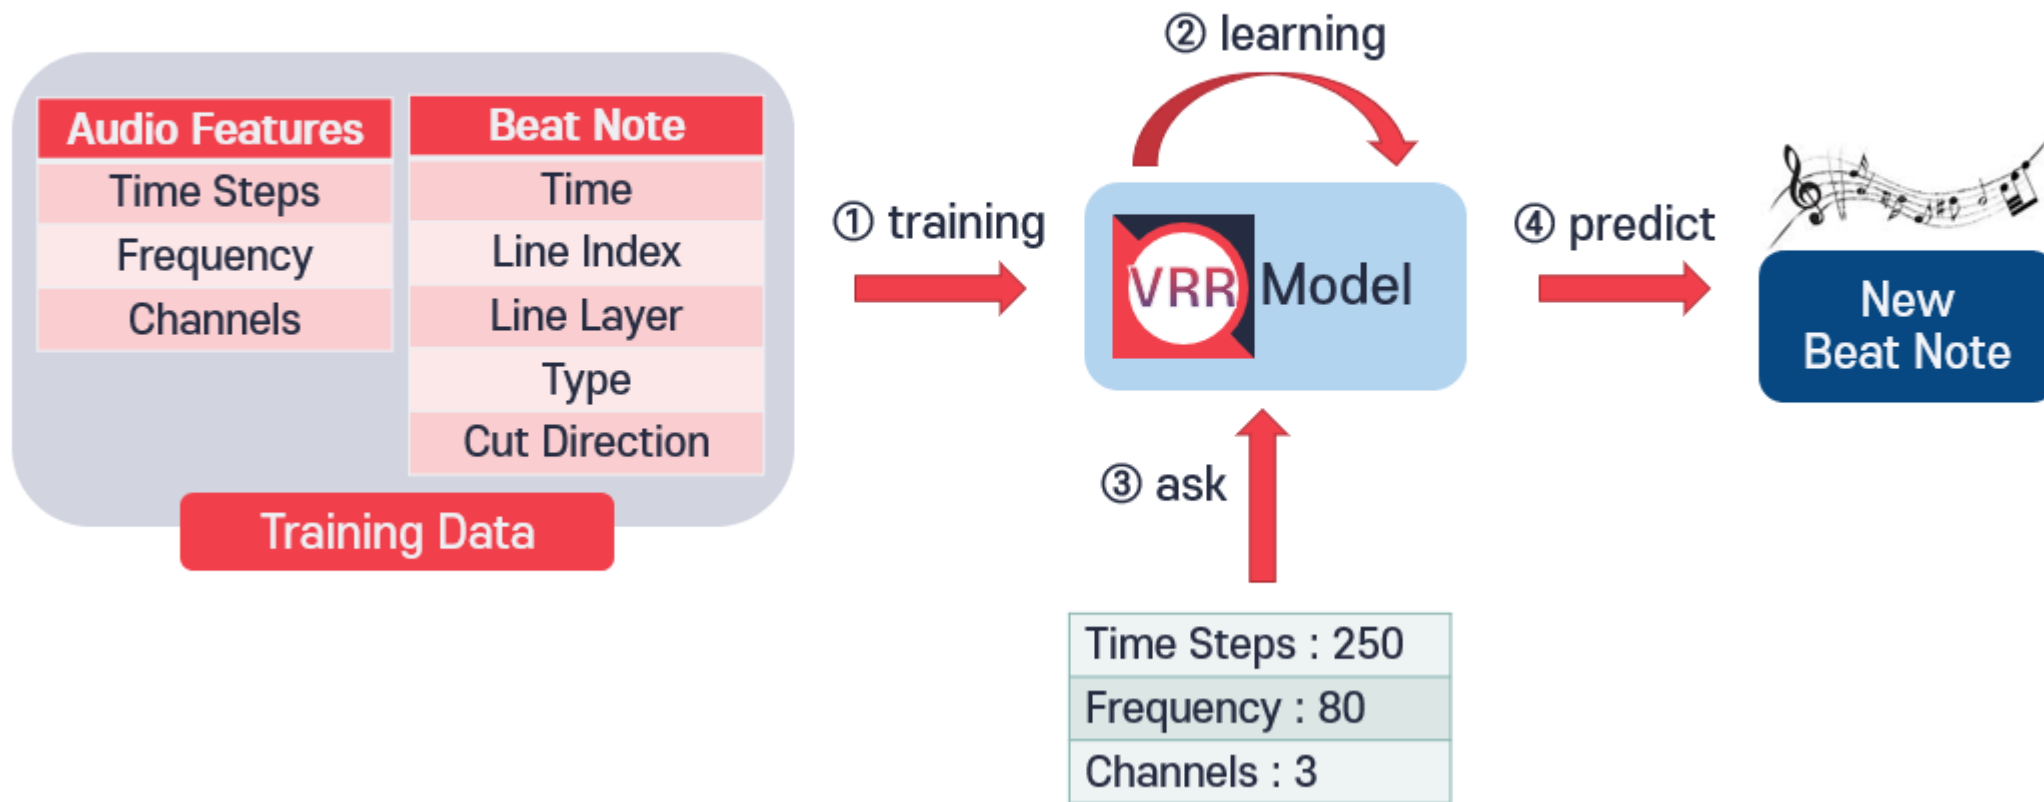 ② learning
Audio Features
Time Steps
Frequency
Channels
Beat Note
Time
Line Index
Line Layer
Type
Cut Direction
Training Data
① training
VRR Model
④ predict
New
Beat Note
③ ask
Time Steps : 250
Frequency : 80
Channels : 3